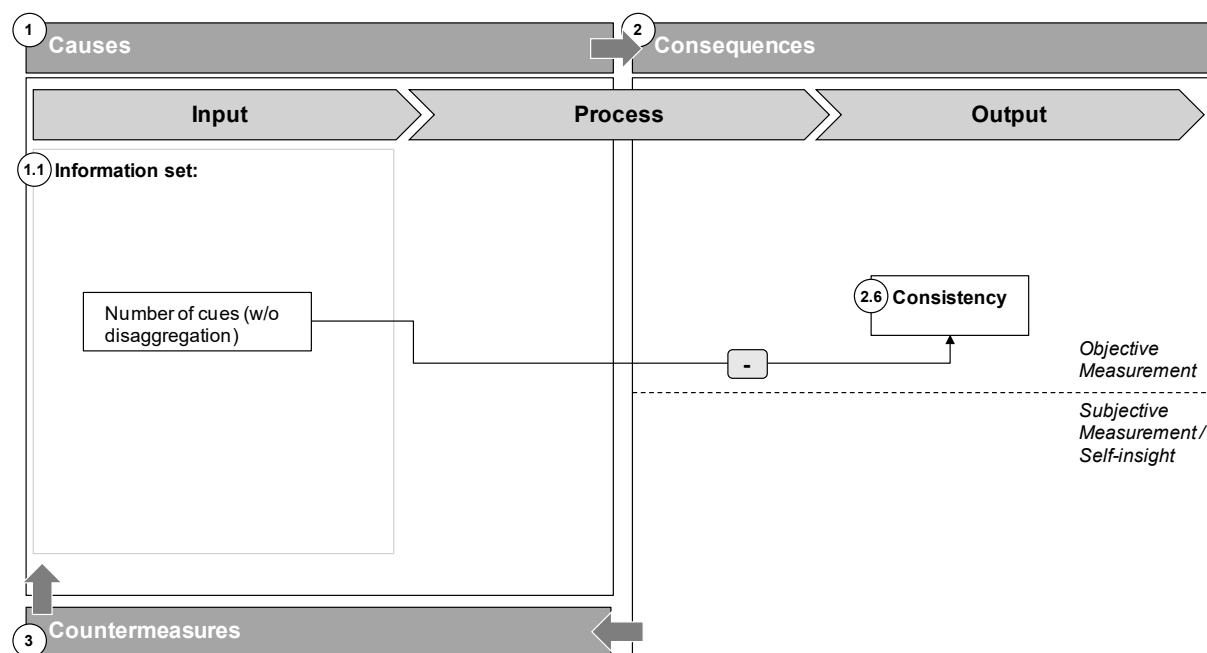 1
Causes
2
Consequences
Input
Process
Output
1.1
Information set:
Number of cues (w/o
disaggregation)
2.6
Consistency
-
Objective
Measurement
Subjective
Measurement /
Self-insight
3
Countermeasures